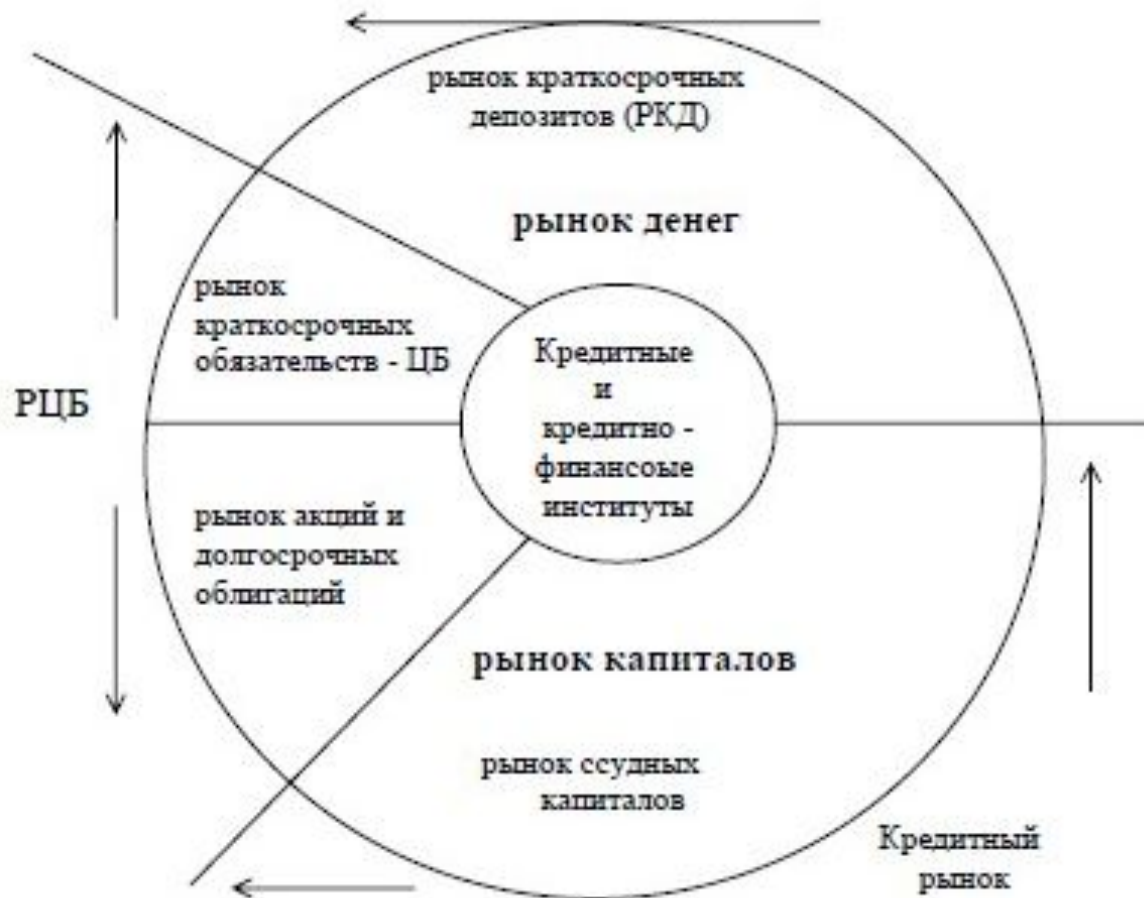 рынок краткосрочных
депозитов (РКД)
рынок денег
рынок
краткосрочных
обязательств - ЦБ
Кредитные
и
кредитно -
финансоые
институты
РЦБ
рынок акций и
долгосрочных
облигаций
рынок капиталов
рынок ссудных
капиталов
Кредитный
рынок